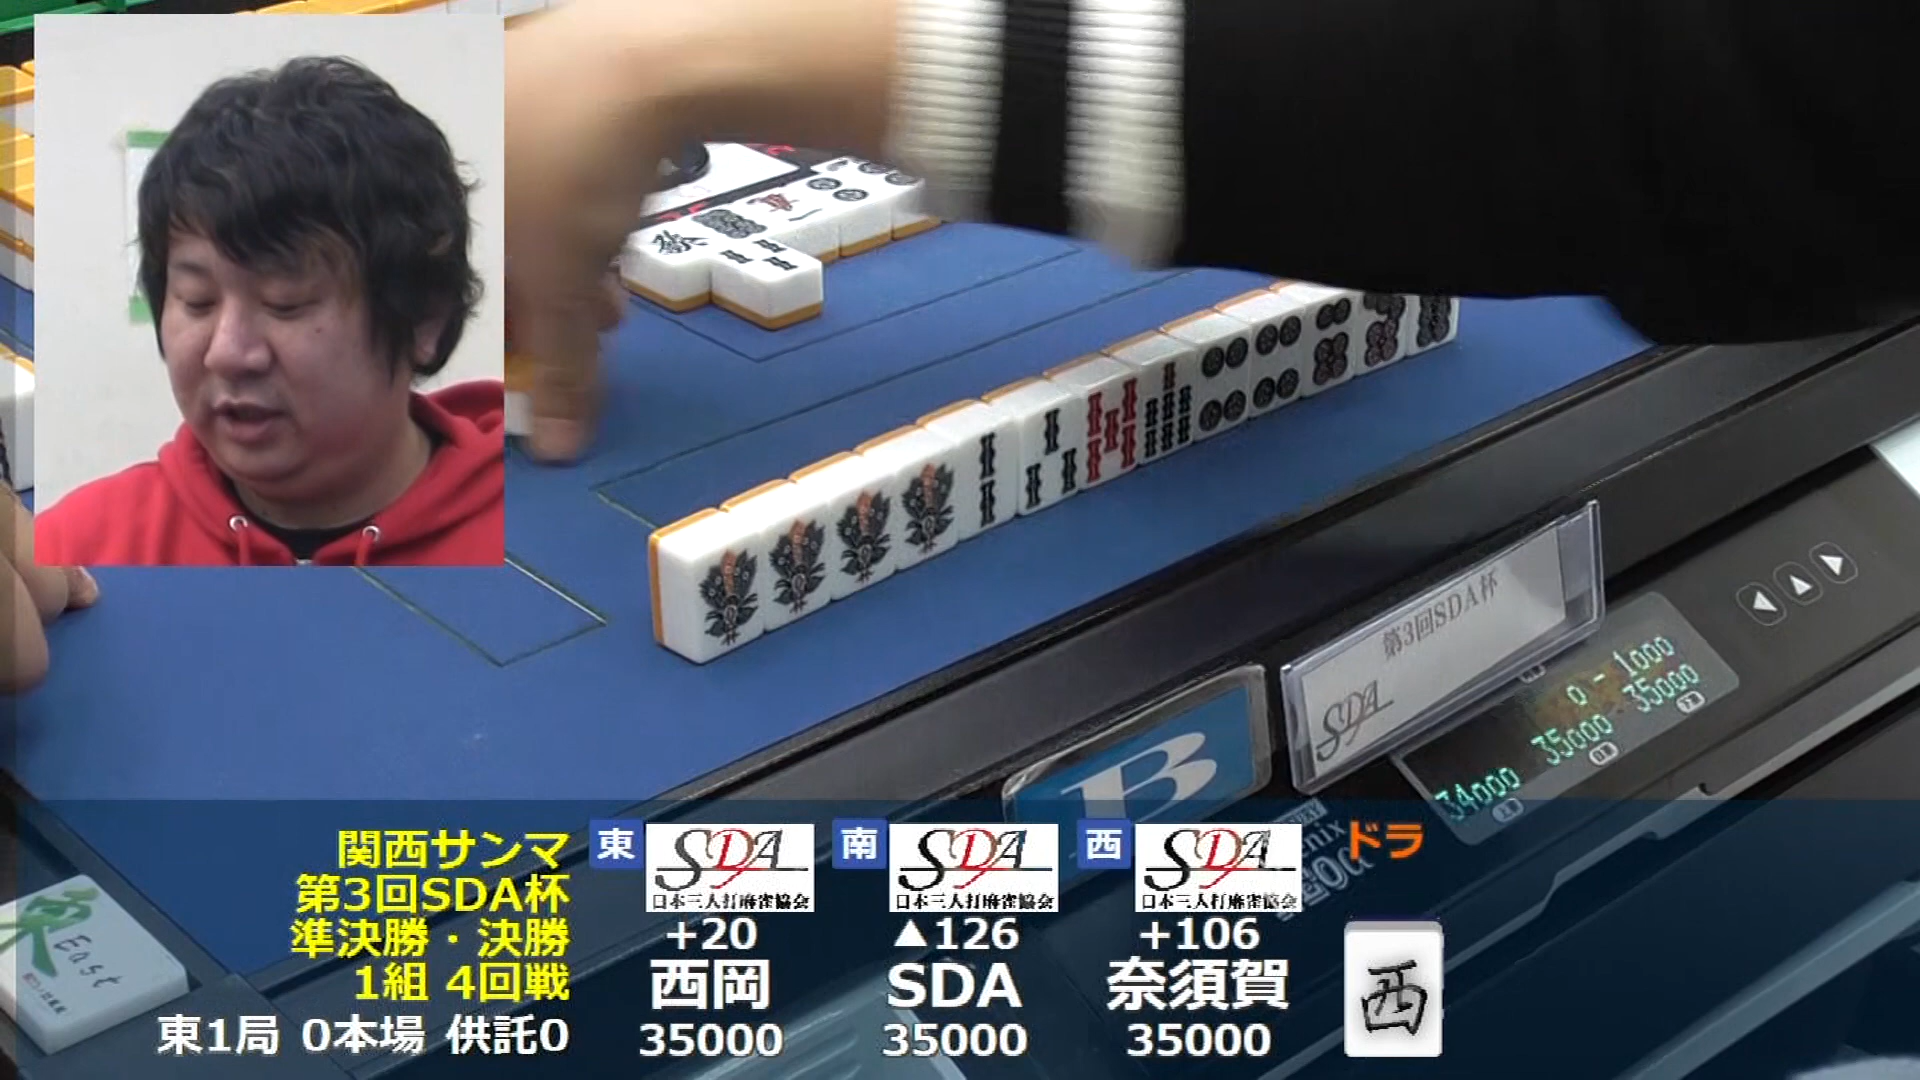 第3回SDA杯
SDA
0 - 1000
35000
35000
34000
B
East
関西サンマ
第3回SDA杯
準決勝・決勝
1組 4回戦
東1局 0本場 供託0
東
SDA
日本三人打麻雀協会
+20
西岡
35000
南
SDA
日本三人打麻雀協会
▲126
SDA
35000
西
SDA
日本三人打麻雀協会
+106
奈須賀
35000
ドラ
西